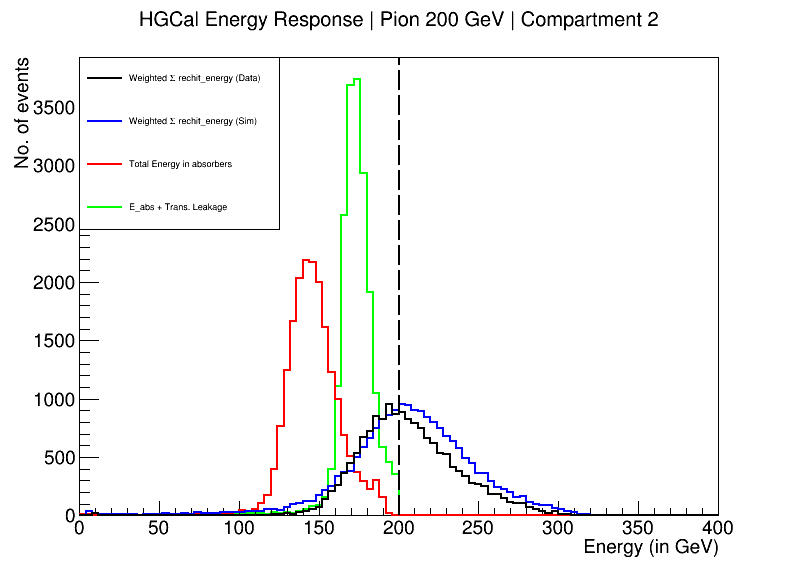 HGCal Energy Response | Pion 200 GeV | Compartment 2
No. of events
Weighted Σ rechit_energy (Data)
Weighted Σ rechit_energy (Sim)
Total Energy in absorbers
E_abs + Trans. Leakage
3500
3000
2500
2000
1500
1000
500
0
0 50 100 150 200 250 300 350 400
Energy (in GeV)